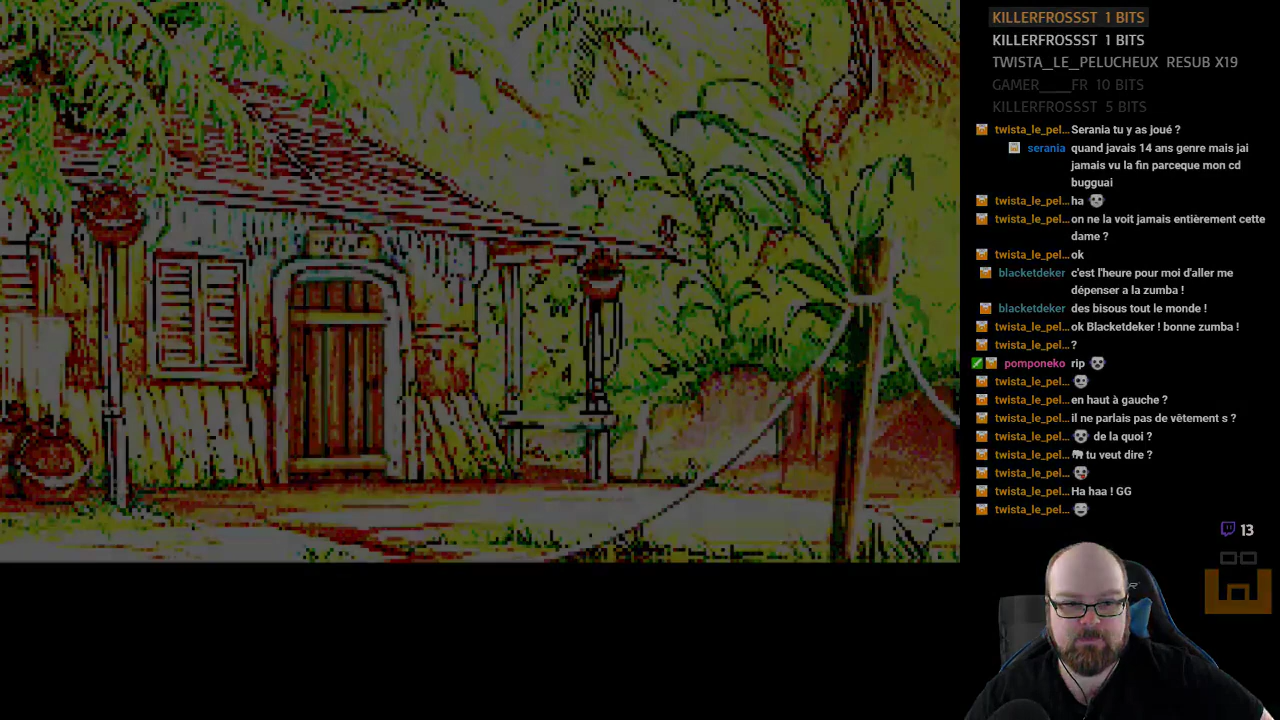 KILLERFROSSST 1 BITS
KILLERFROSSST 1 BITS
TWISTA_LE_PELUCHEUX RESUB X19
GAMER____FR 10 BITS
KILLERFROSSST 5 BITS
twista_le_pel... Serania tu y as joué ?
serania quand javais 14 ans genre mais jai
jamais vu la fin parceque mon cd
bugguai
twista_le_pel... ha
twista_le_pel... on ne la voit jamais entièrement cette
dame ?
twista_le_pel... ok
blacketdeker c'est l'heure pour moi d'aller me
dépenser a la zumba !
blacketdeker des bisous tout le monde !
twista_le_pel... ok Blacketdeker ! bonne zumba !
twista_le_pel... ?
pomponeko rip
twista_le_pel...
twista_le_pel... en haut à gauche ?
twista_le_pel... il ne parlais pas de vêtement s ?
twista_le_pel... de la quoi ?
twista_le_pel... tu veut dire ?
twista_le_pel...
twista_le_pel... Ha haa ! GG
twista_le_pel...
13